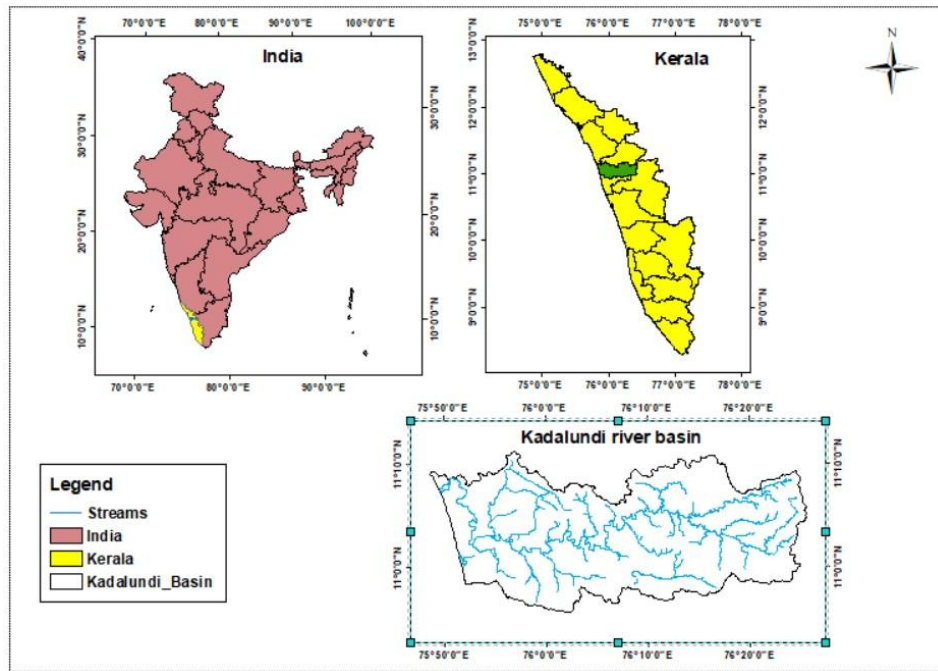 70°0'0"E 80°0'0"E 90°0'0"E 100°0'0"E
India
40°0'0"N
30°0'0"N
20°0'0"N
10°0'0"N
30°0'0"N
20°0'0"N
10°0'0"N
70°0'0"E 80°0'0"E 90°0'0"E
75°0'0"E 76°0'0"E 77°0'0"E 78°0'0"E
Kerala
13°0'0"N
12°0'0"N
11°0'0"N
10°0'0"N
9°0'0"N
12°0'0"N
11°0'0"N
10°0'0"N
9°0'0"N
75°0'0"E 76°0'0"E 77°0'0"E 78°0'0"E
N
75°50'0"E 76°0'0"E 76°10'0"E 76°20'0"E
Kadalundi river basin
11°10'0"N
11°0'0"N
11°10'0"N
11°0'0"N
75°50'0"E 76°0'0"E 76°10'0"E 76°20'0"E
Legend
Streams
India
Kerala
Kadalundi_Basin